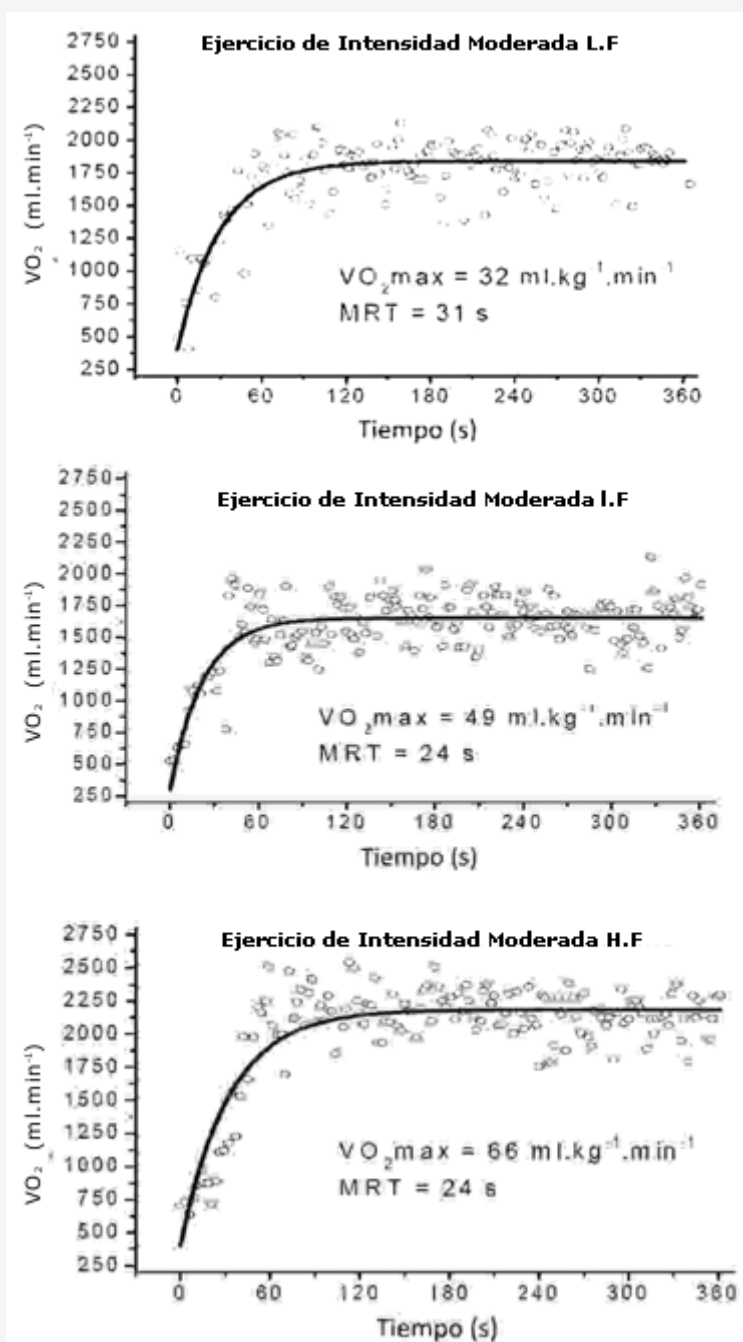 Ejercicio de Intensidad Moderada L.F
2750
2500
2250
2000
1750
1500
1250
1000
750
500
250
VO₂ (ml.min⁻¹)
VO₂max = 32 ml.kg⁻¹.min⁻¹
MRT = 31 s
0 60 120 180 240 300 360
Tiempo (s)
Ejercicio de Intensidad Moderada l.F
2750
2500
2250
2000
1750
1500
1250
1000
750
500
250
VO₂ (ml.min⁻¹)
VO₂max = 49 ml.kg⁻¹.min⁻¹
MRT = 24 s
0 60 120 180 240 300 360
Tiempo (s)
Ejercicio de Intensidad Moderada H.F
2750
2500
2250
2000
1750
1500
1250
1000
750
500
250
VO₂ (ml.min⁻¹)
VO₂max = 66 ml.kg⁻¹.min⁻¹
MRT = 24 s
0 60 120 180 240 300 360
Tiempo (s)